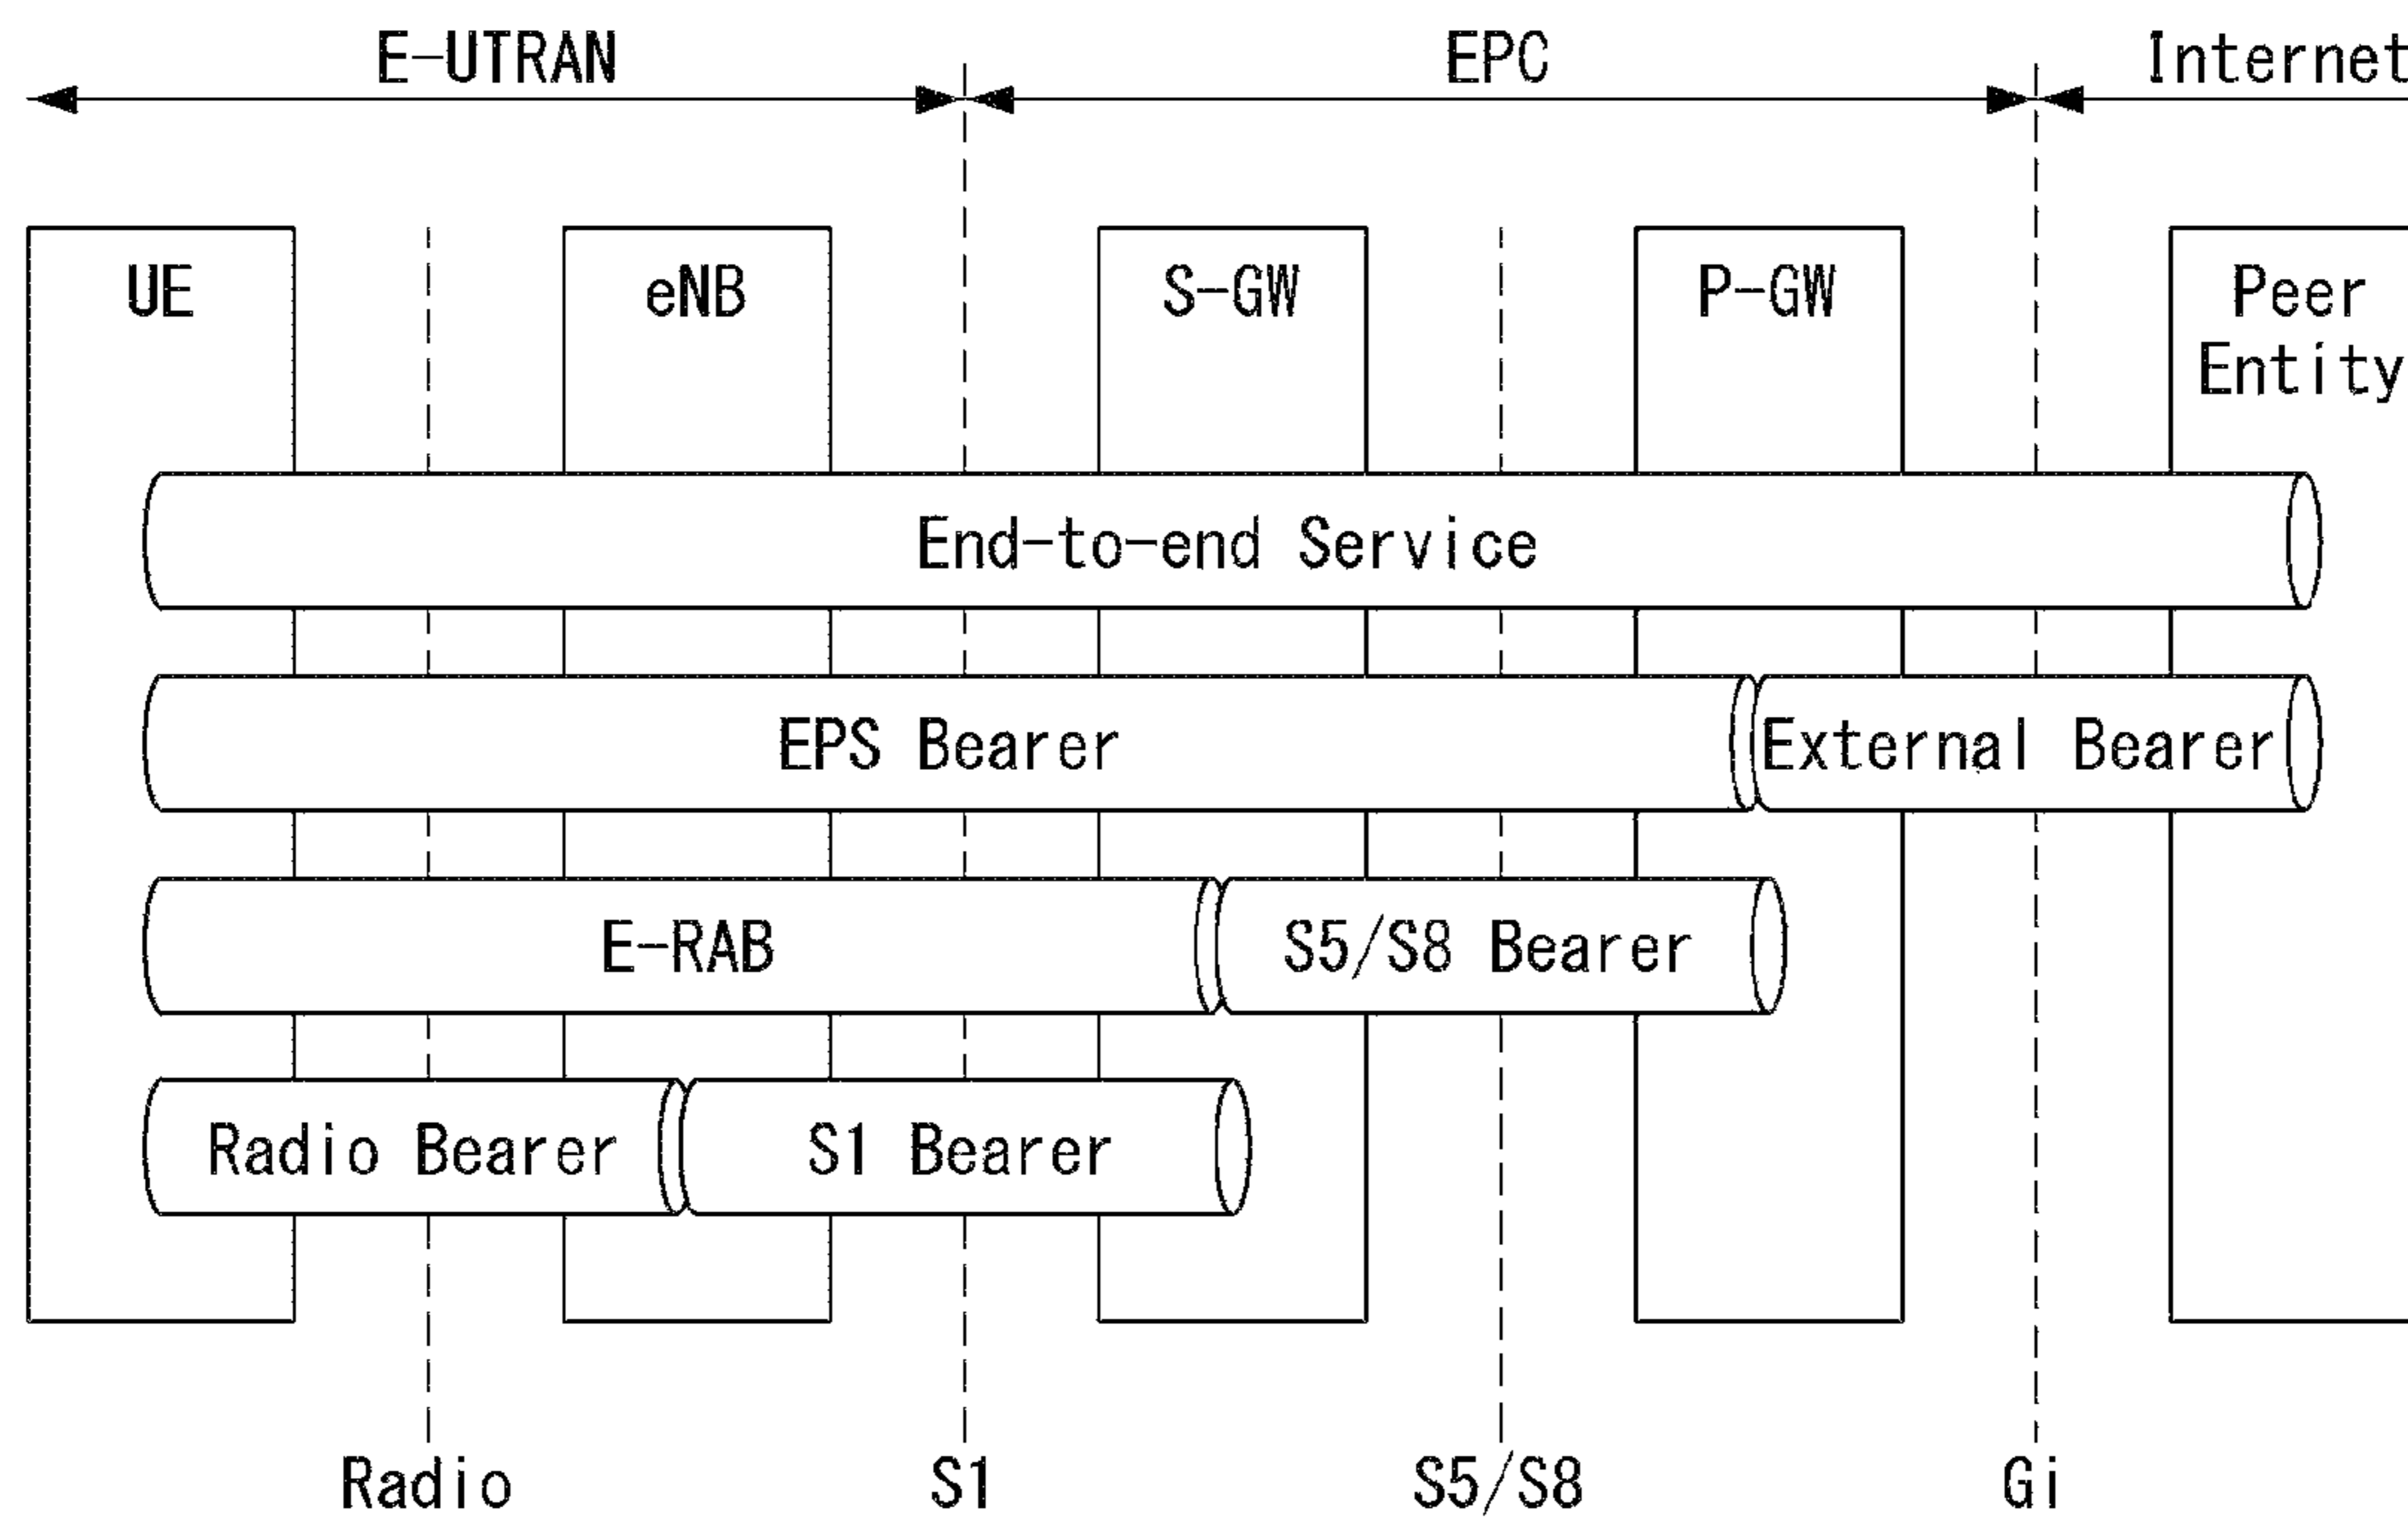 E-UTRAN EPC Internet
UE eNB S-GW P-GW Peer
Entity
End-to-end Service
EPS Bearer External Bearer
E-RAB S5/S8 Bearer
Radio Bearer S1 Bearer
Radio S1 S5/S8 Gi